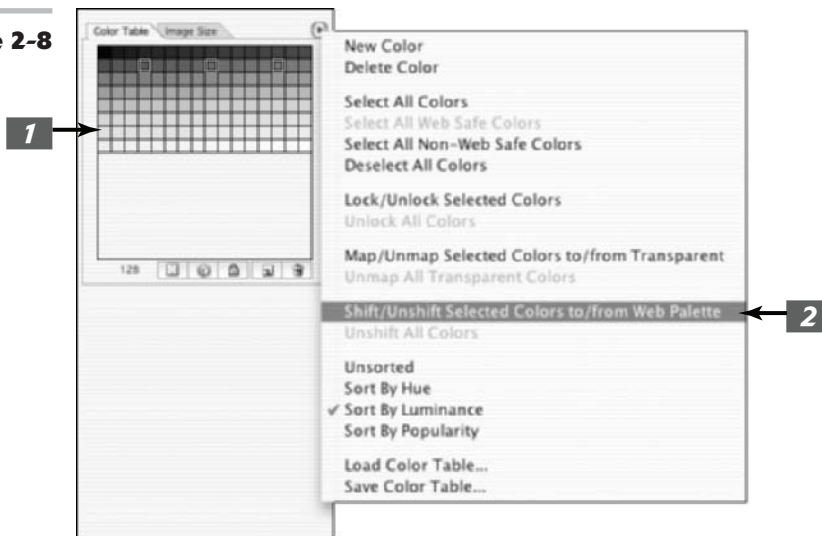 e 2-8
Color Table Image Size
1
128
New Color
Delete Color
Select All Colors
Select All Web Safe Colors
Select All Non-Web Safe Colors
Deselect All Colors
Lock/Unlock Selected Colors
Unlock All Colors
Map/Unmap Selected Colors to/from Transparent
Unmap All Transparent Colors
Shift/Unshift Selected Colors to/from Web Palette
2
Unshift All Colors
Unsorted
Sort By Hue
✓ Sort By Luminance
Sort By Popularity
Load Color Table...
Save Color Table...